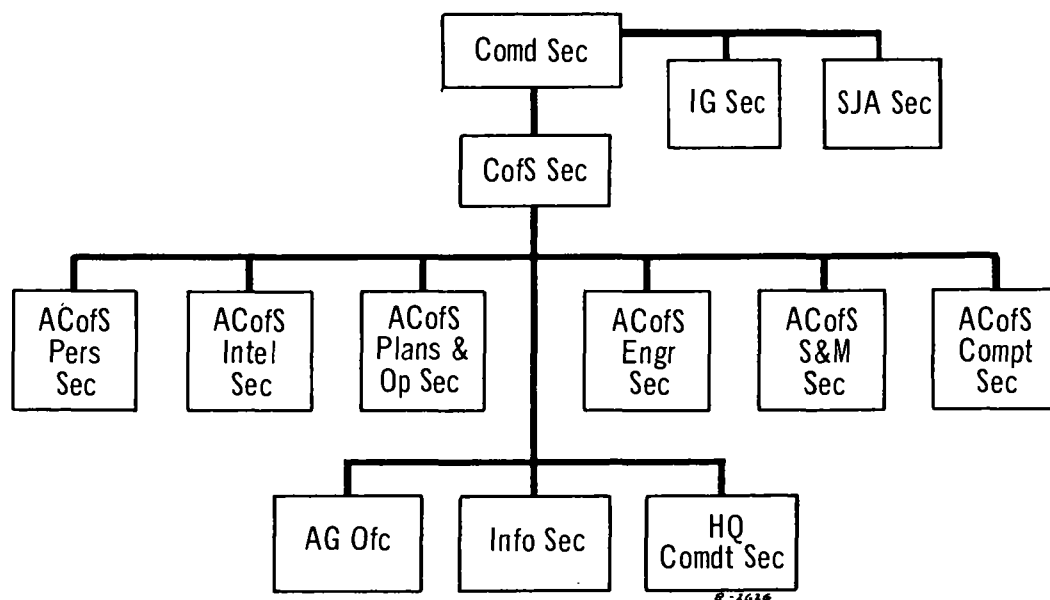 Comd Sec
IG Sec
SJA Sec
CofS Sec
ACofS
Pers
Sec
ACofS
Intel
Sec
ACofS
Plans &
Op Sec
ACofS
Engr
Sec
ACofS
S&M
Sec
ACofS
Compt
Sec
AG Ofc
Info Sec
HQ
Comdt Sec